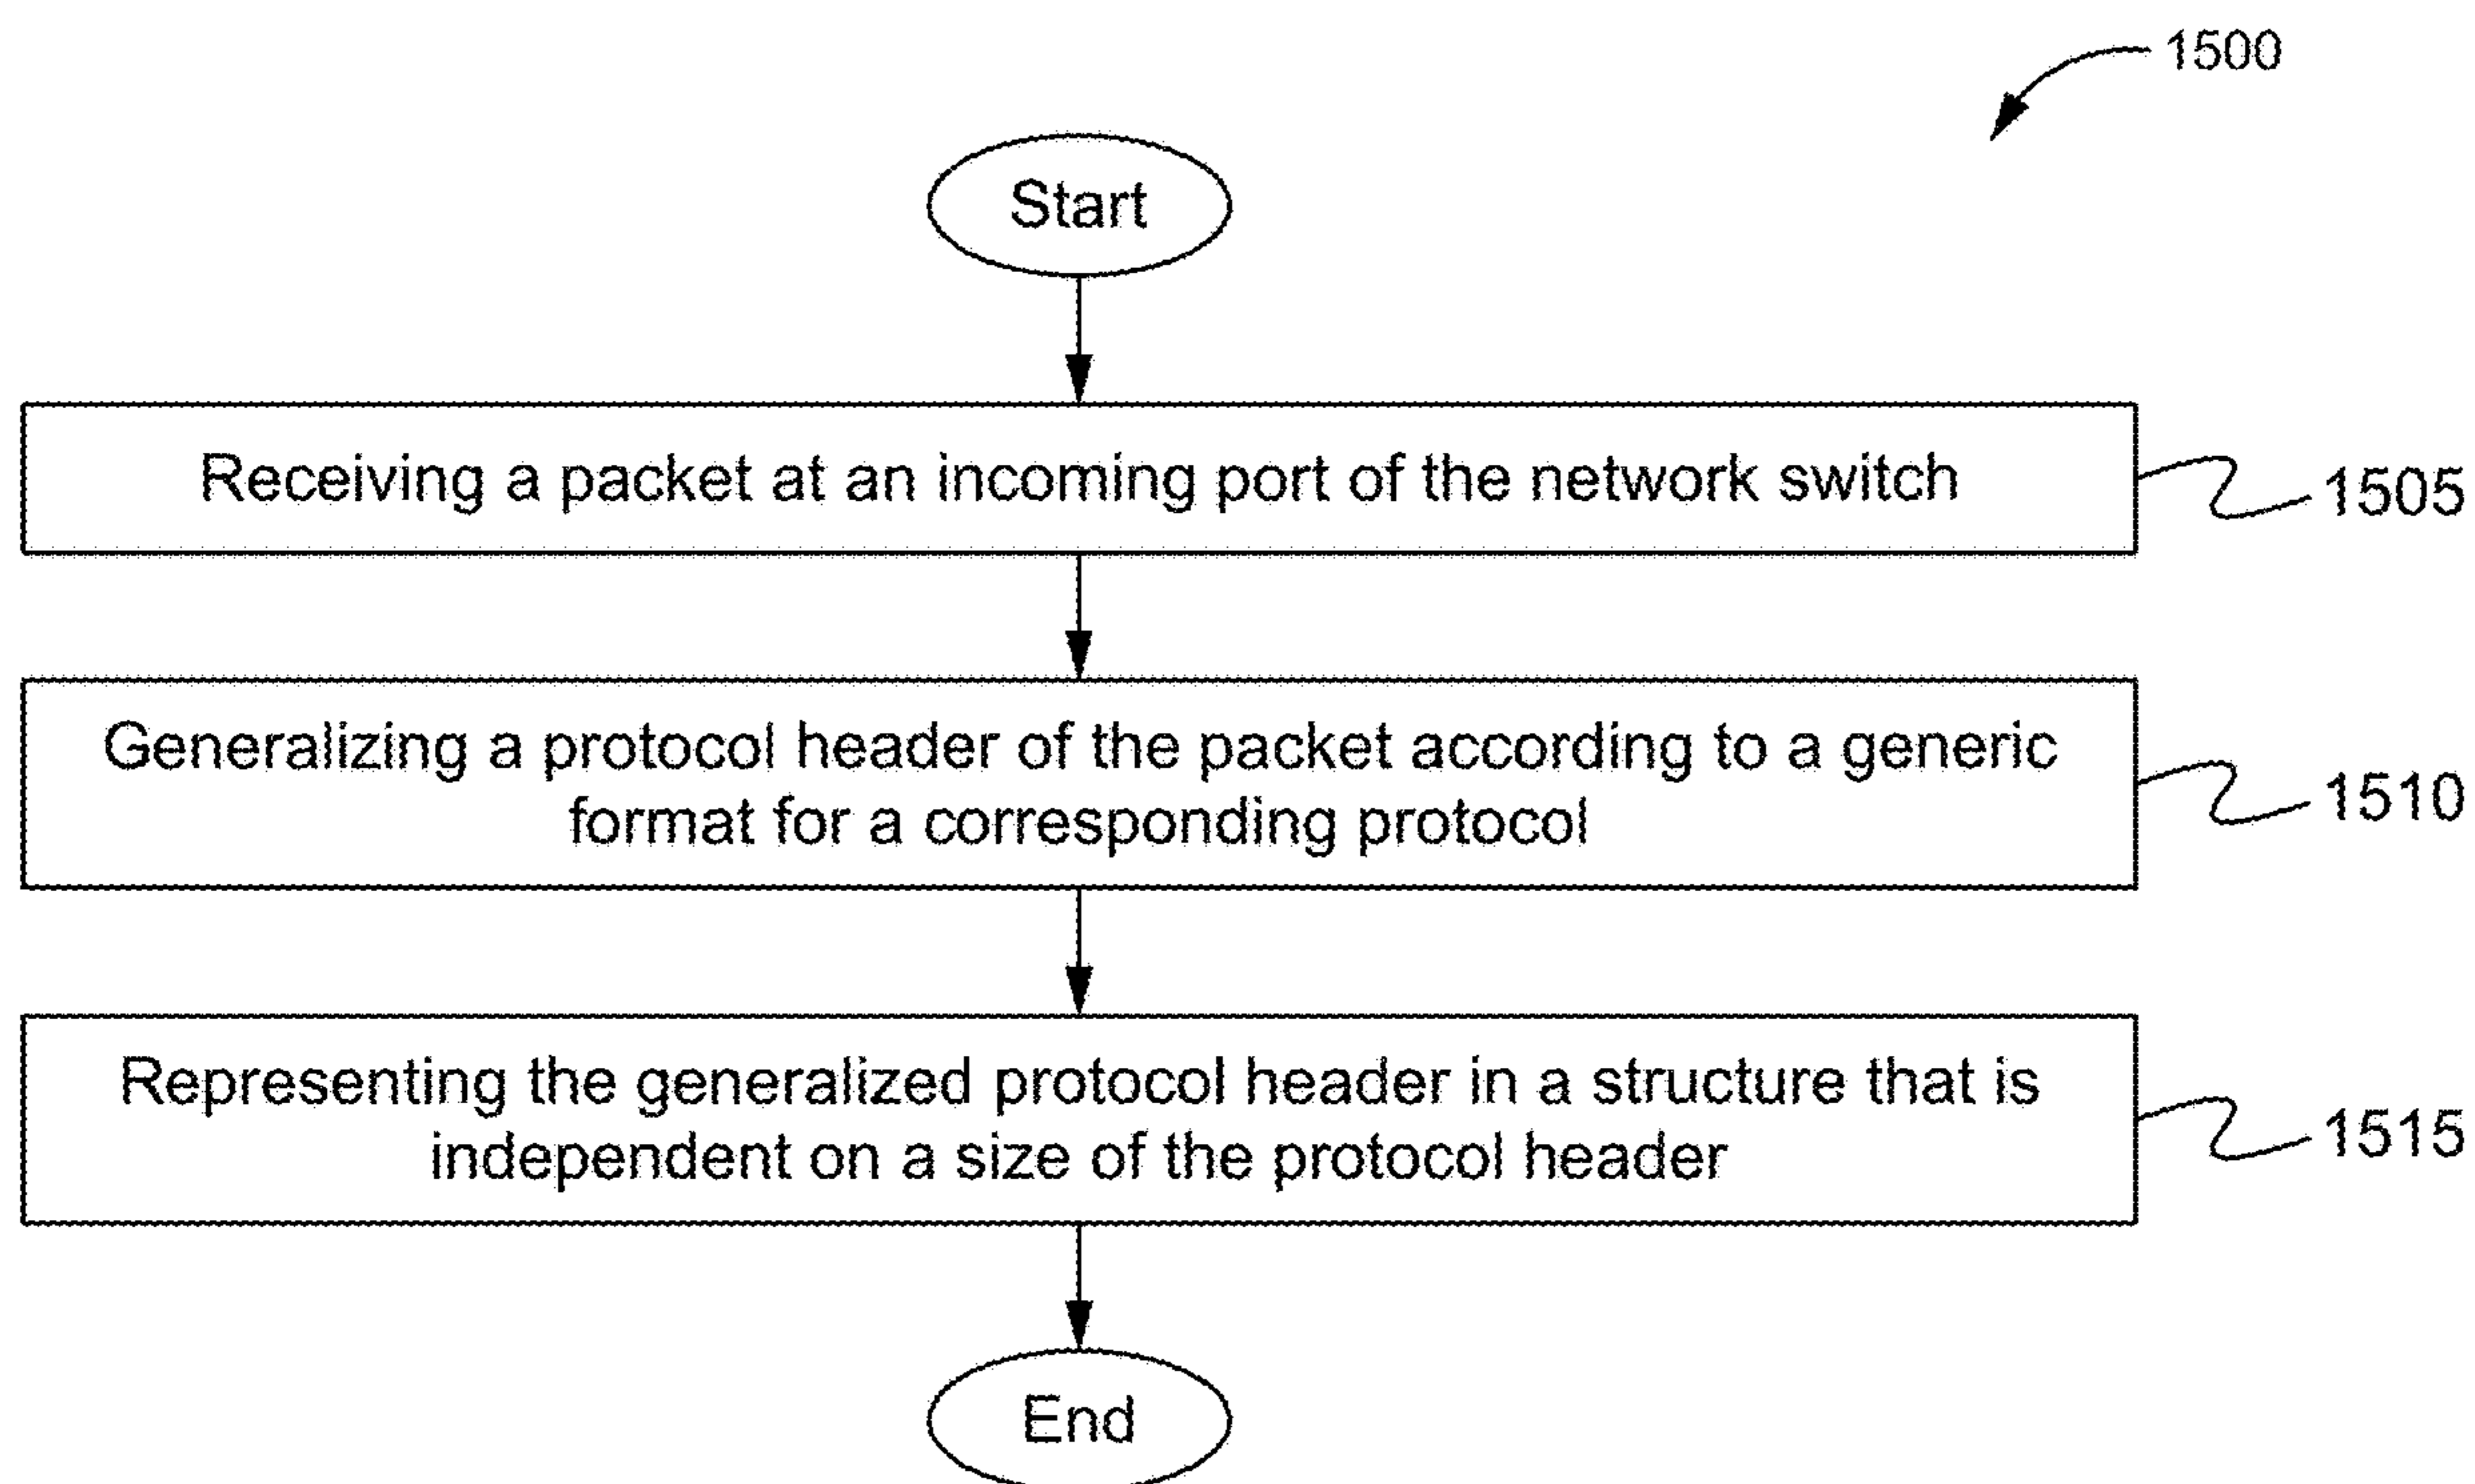 1500
Start
Receiving a packet at an incoming port of the network switch
1505
Generalizing a protocol header of the packet according to a generic
format for a corresponding protocol
1510
Representing the generalized protocol header in a structure that is
independent on a size of the protocol header
1515
End